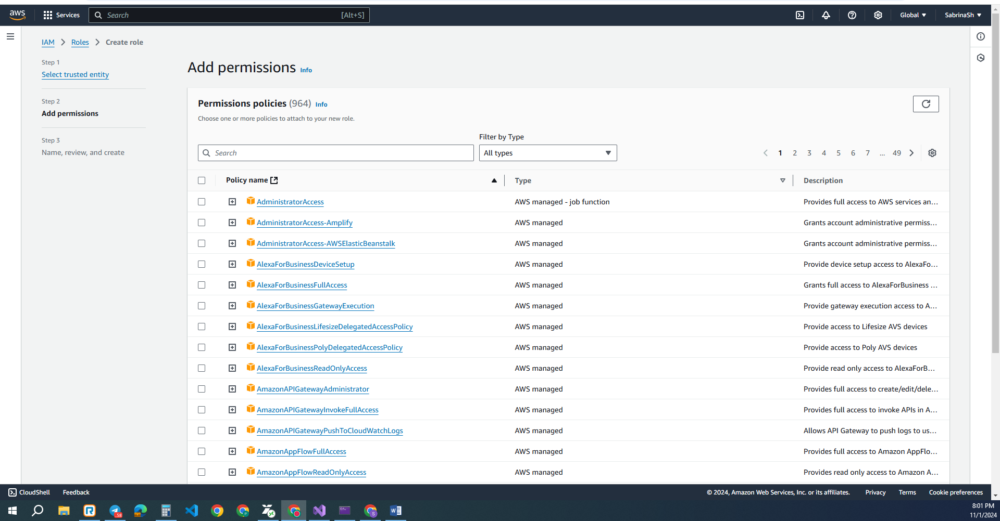 aws
Services
Search
[Alt+S]
Global
SabrinaSh
IAM
Roles
Create role
Step 1
Select trusted entity
Step 2
Add permissions
Step 3
Name, review, and create
Add permissions Info
Permissions policies (964) Info
Choose one or more policies to attach to your new role.
Filter by Type
Search
All types
1 2 3 4 5 6 7 ... 49
Policy name Type Description
AdministratorAccess AWS managed - job function Provides full access to AWS services an...
AdministratorAccess-Amplify AWS managed Grants account administrative permiss...
AdministratorAccess-AWSElasticBeanstalk AWS managed Grants account administrative permiss...
AlexaForBusinessDeviceSetup AWS managed Provide device setup access to AlexaFo...
AlexaForBusinessFullAccess AWS managed Grants full access to AlexaForBusiness ...
AlexaForBusinessGatewayExecution AWS managed Provide gateway execution access to A...
AlexaForBusinessLifesizeDelegatedAccessPolicy AWS managed Provide access to Lifesize AVS devices
AlexaForBusinessPolyDelegatedAccessPolicy AWS managed Provide access to Poly AVS devices
AlexaForBusinessReadOnlyAccess AWS managed Provide read only access to AlexaForB...
AmazonAPIGatewayAdministrator AWS managed Provides full access to create/edit/dele...
AmazonAPIGatewayInvokeFullAccess AWS managed Provides full access to invoke APIs in A...
AmazonAPIGatewayPushToCloudWatchLogs AWS managed Allows API Gateway to push logs to us...
AmazonAppFlowFullAccess AWS managed Provides full access to Amazon AppFlo...
AmazonAppFlowReadOnlyAccess AWS managed Provides read only access to Amazon A...
CloudShell Feedback © 2024, Amazon Web Services, Inc. or its affiliates. Privacy Terms Cookie preferences
8:01 PM
11/1/2024